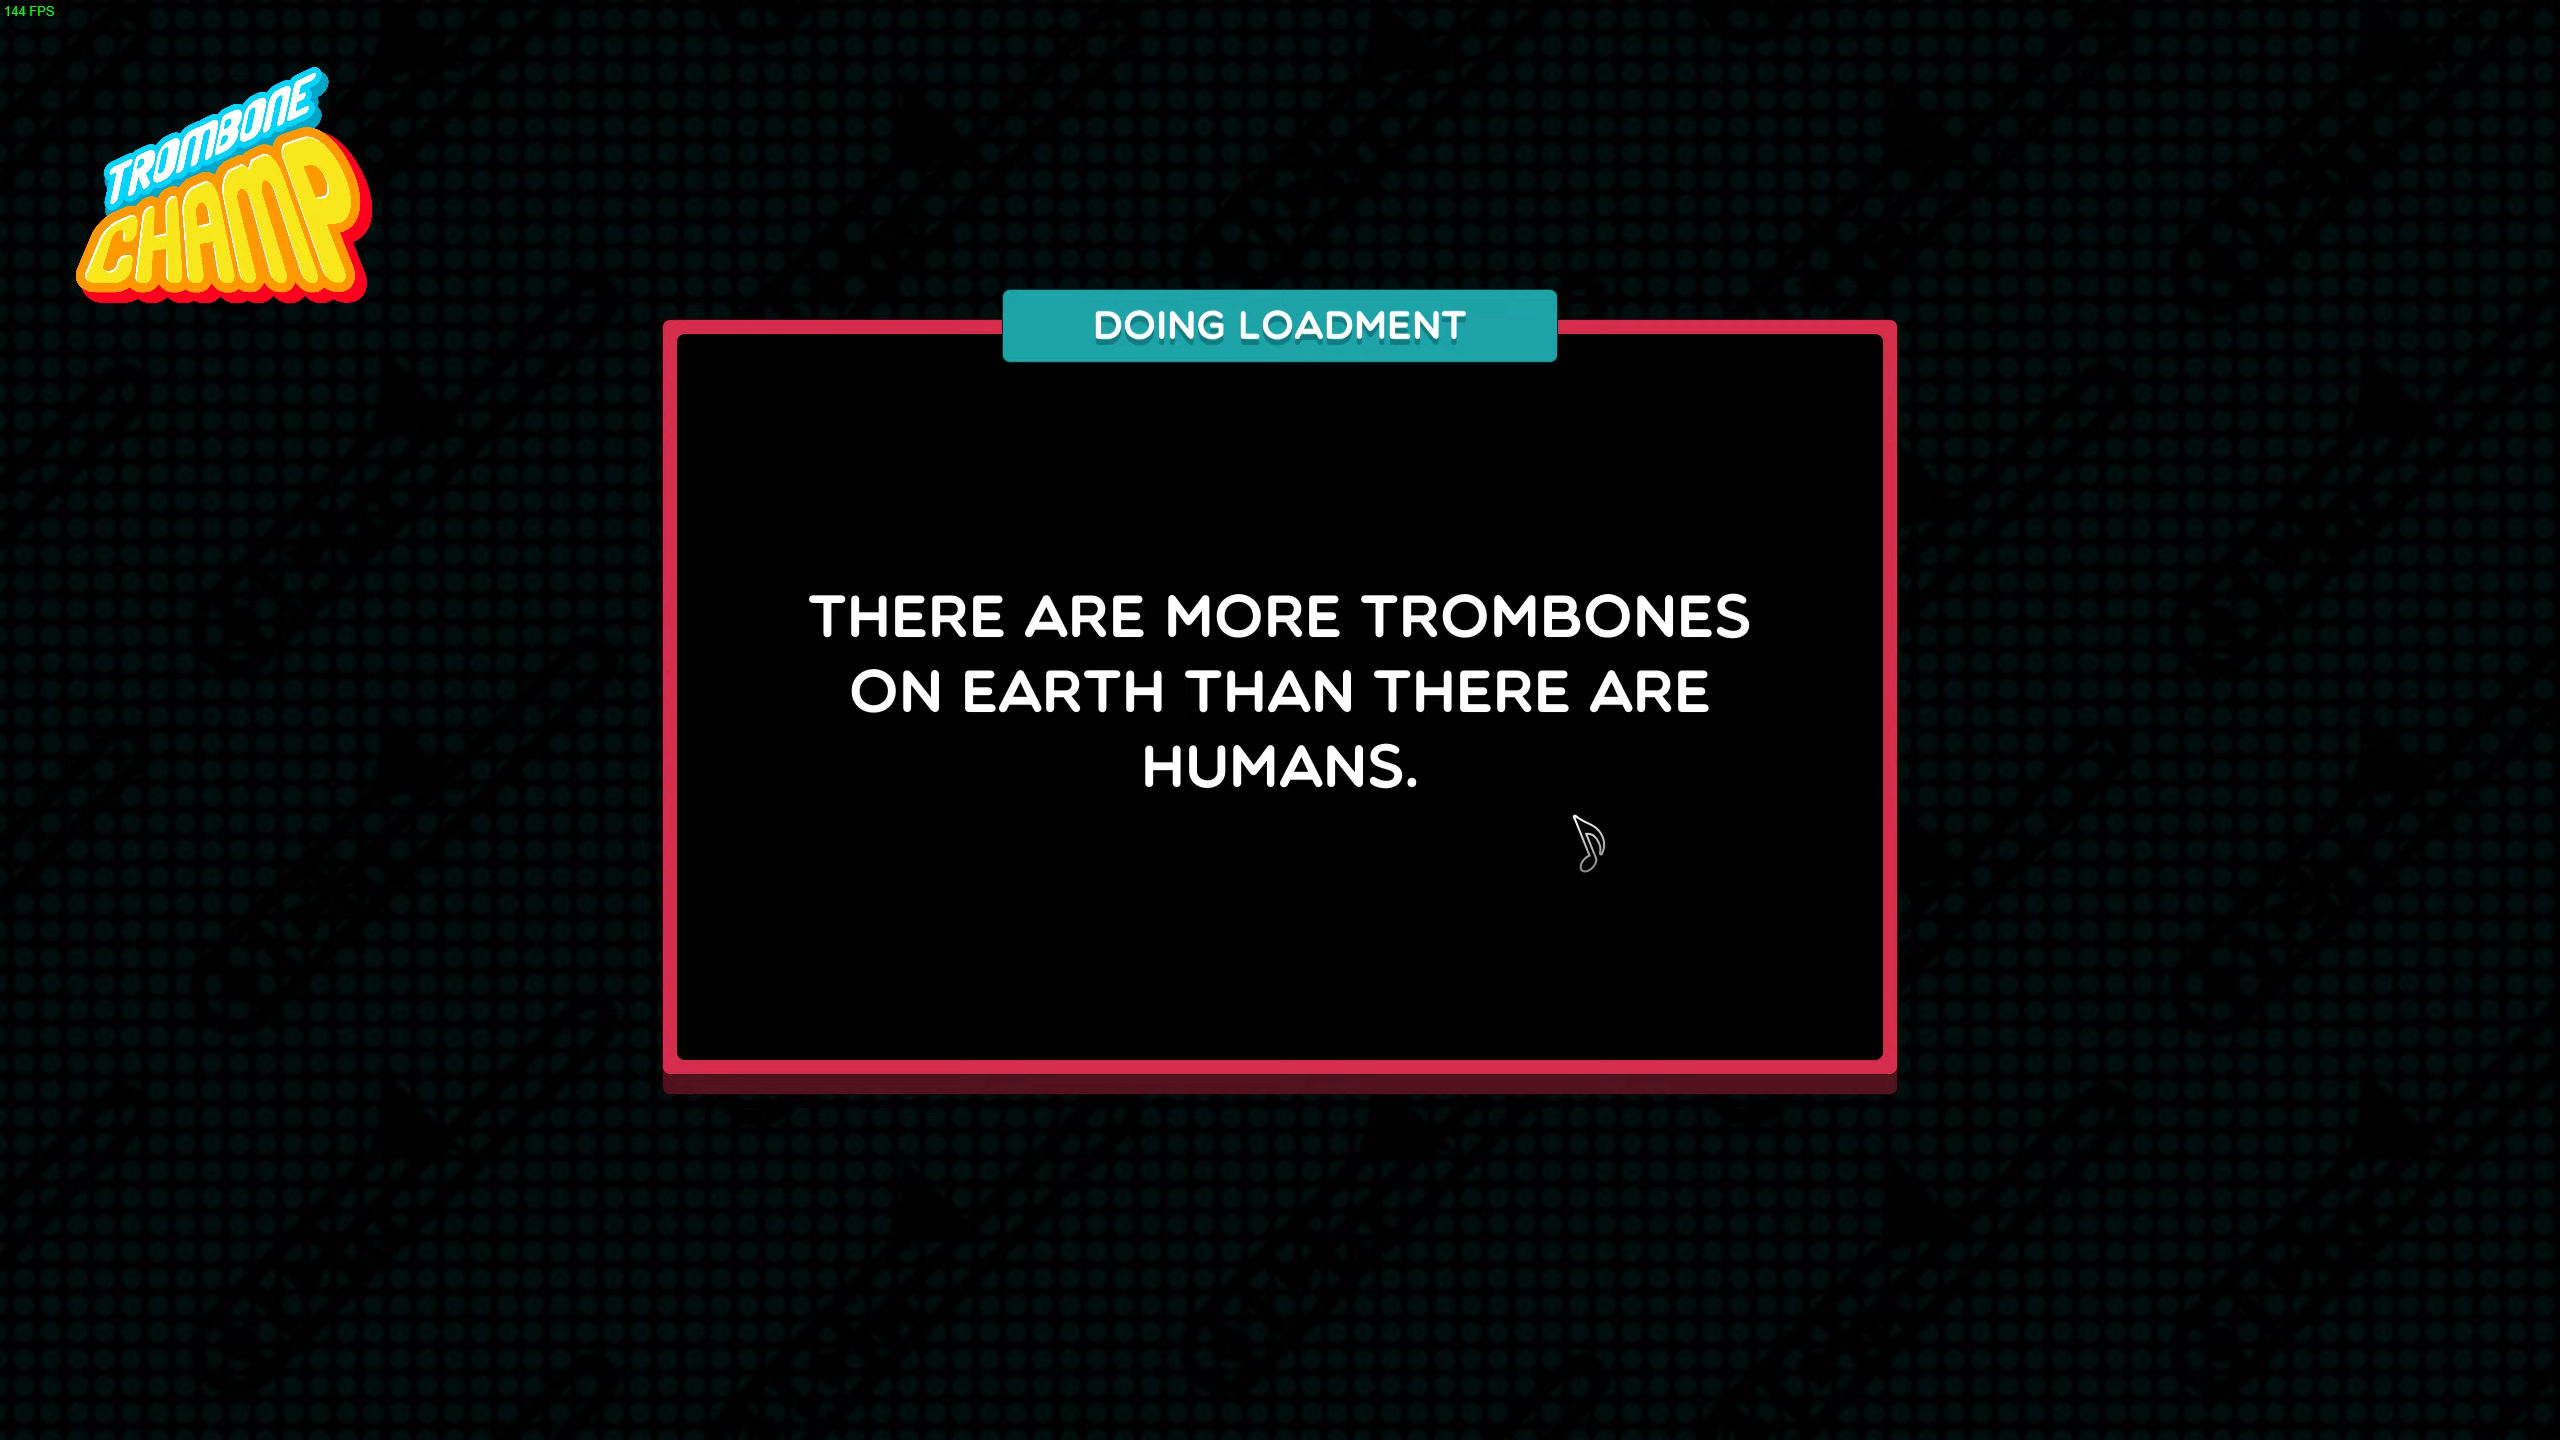 144 FPS
TROMBONE
CHAMP
DOING LOADMENT
THERE ARE MORE TROMBONES
ON EARTH THAN THERE ARE
HUMANS.